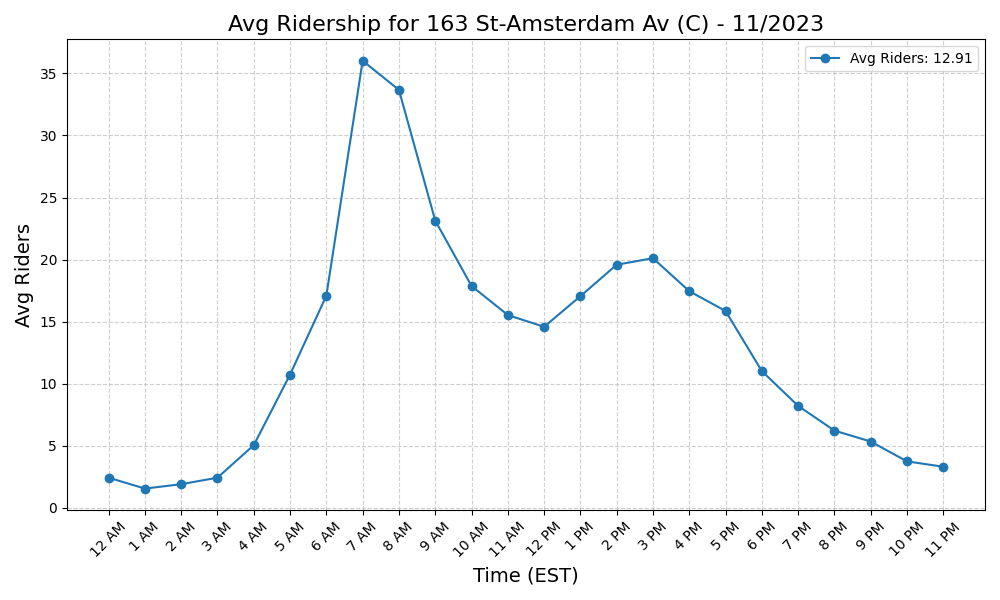 Avg Ridership for 163 St-Amsterdam Av (C) - 11/2023
Avg Riders: 12.91
Avg Riders
35
30
25
20
15
10
5
0
12 AM
1 AM
2 AM
3 AM
4 AM
5 AM
6 AM
7 AM
8 AM
9 AM
10 AM
11 AM
12 PM
1 PM
2 PM
3 PM
4 PM
5 PM
6 PM
7 PM
8 PM
9 PM
10 PM
11 PM
Time (EST)